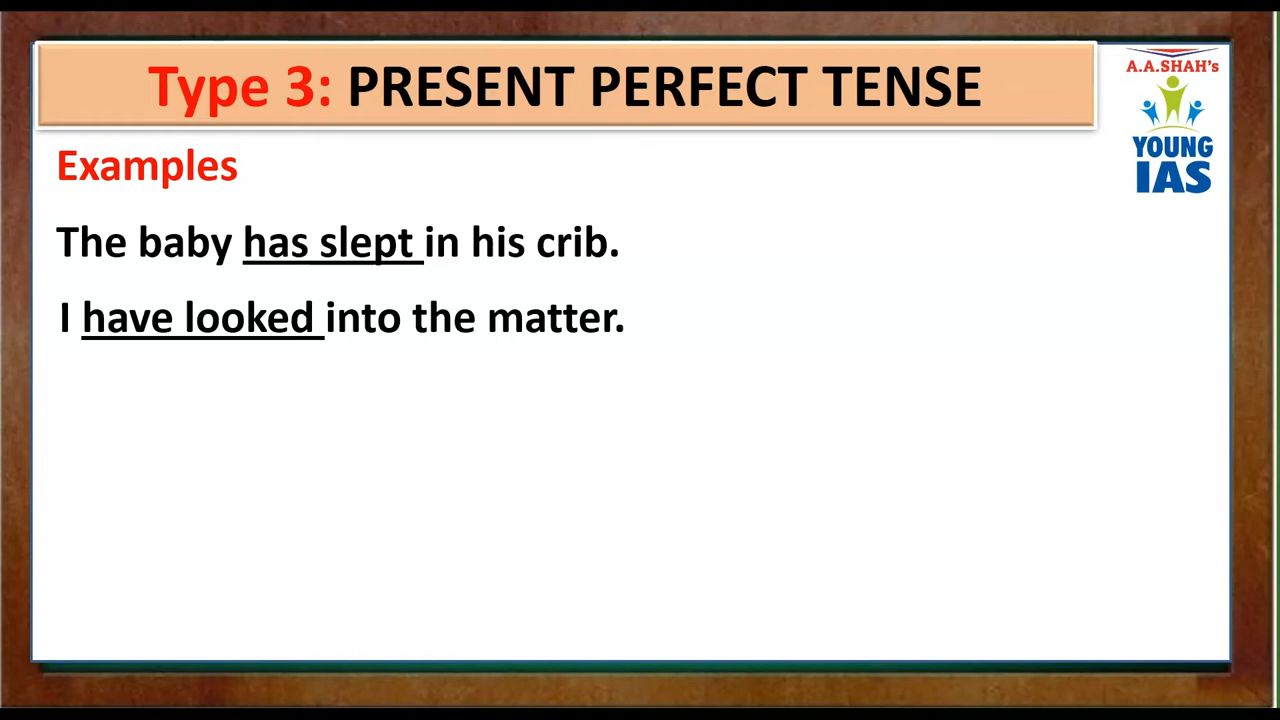 Type 3: PRESENT PERFECT TENSE
A.A.SHAH's
YOUNG
IAS
Examples
The baby has slept in his crib.
I have looked into the matter.